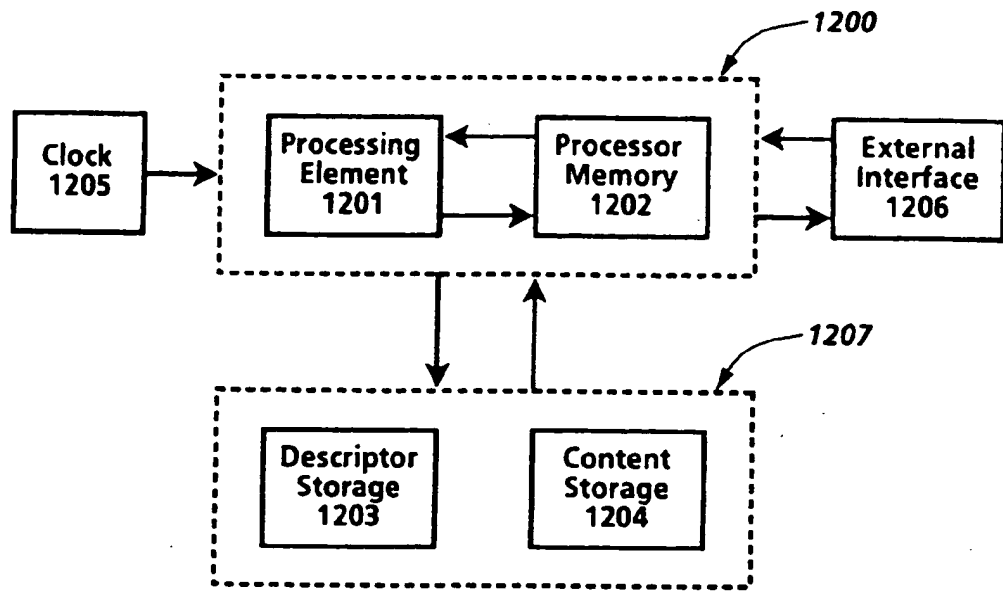 1200
Clock
1205
Processing
Element
1201
Processor
Memory
1202
External
Interface
1206
1207
Descriptor
Storage
1203
Content
Storage
1204